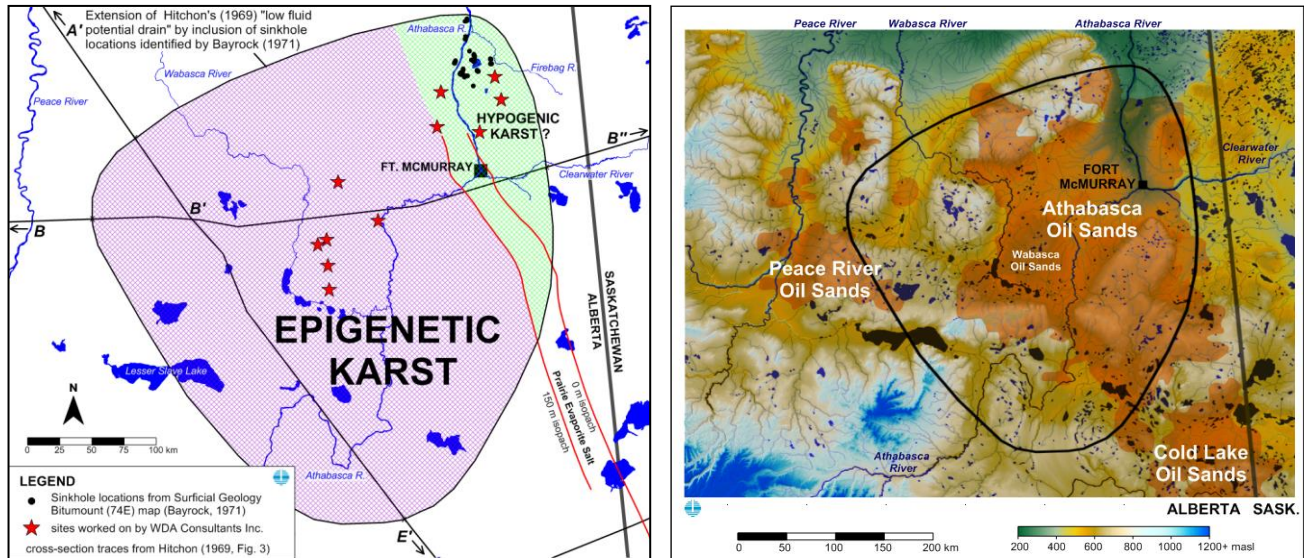 Extension of Hitchon's (1969) "low fluid
potential drain" by inclusion of sinkhole
locations identified by Bayrock (1971)
A'
Athabasca R.
Wabasca River
Firebag R.
Peace River
HYPOGENIC
KARST ?
B''
FT. MCMURRAY
Clearwater River
B'
B
SASKATCHEWAN
ALBERTA
EPIGENETIC
KARST
Lesser Slave Lake
0 m isopach
Prairie Evaporite Salt
150 m isopach
N
0 25 50 75 100 km
Athabasca R.
LEGEND
Sinkhole locations from Surficial Geology
Bitumount (74E) map (Bayrock, 1971)
sites worked on by WDA Consultants Inc.
cross-section traces from Hitchon (1969, Fig. 3)
E'
Peace River
Wabasca River
Athabasca River
Clearwater
River
FORT
McMURRAY
Athabasca
Oil Sands
Wabasca
Oil Sands
Peace River
Oil Sands
Athabasca
River
Cold Lake
Oil Sands
ALBERTA SASK.
0 50 100 150 200 km
200 400 600 800 1000 1200+ masl